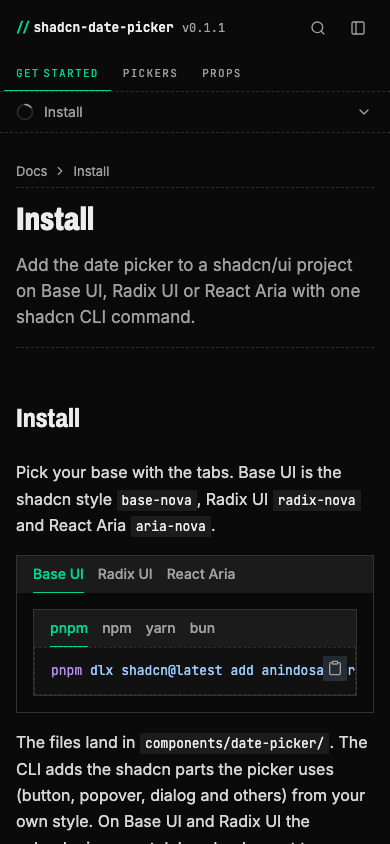 // shadcn-date-picker v0.1.1
GET STARTED PICKERS PROPS
Install
Docs > Install
Install
Add the date picker to a shadcn/ui project
on Base UI, Radix UI or React Aria with one
shadcn CLI command.
Install
Pick your base with the tabs. Base UI is the
shadcn style base-nova, Radix UI radix-nova
and React Aria aria-nova.
Base UI Radix UI React Aria
pnpm npm yarn bun
pnpm dlx shadcn@latest add
The files land in components/date-picker/. The
CLI adds the shadcn parts the picker uses
(button, popover, dialog and others) from your
own style. On Base UI and Radix UI the